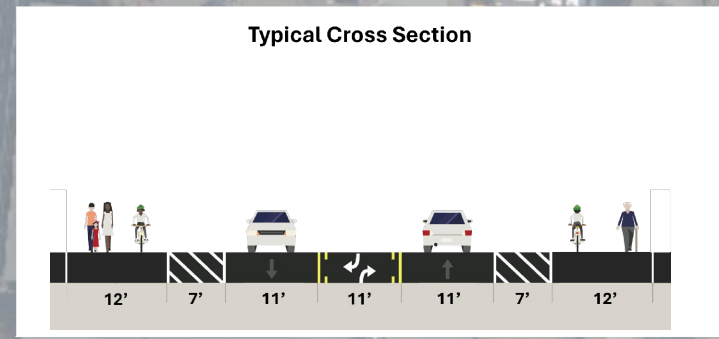 Typical Cross Section
12’ 7’ 11’ 11’ 11’ 7’ 12’